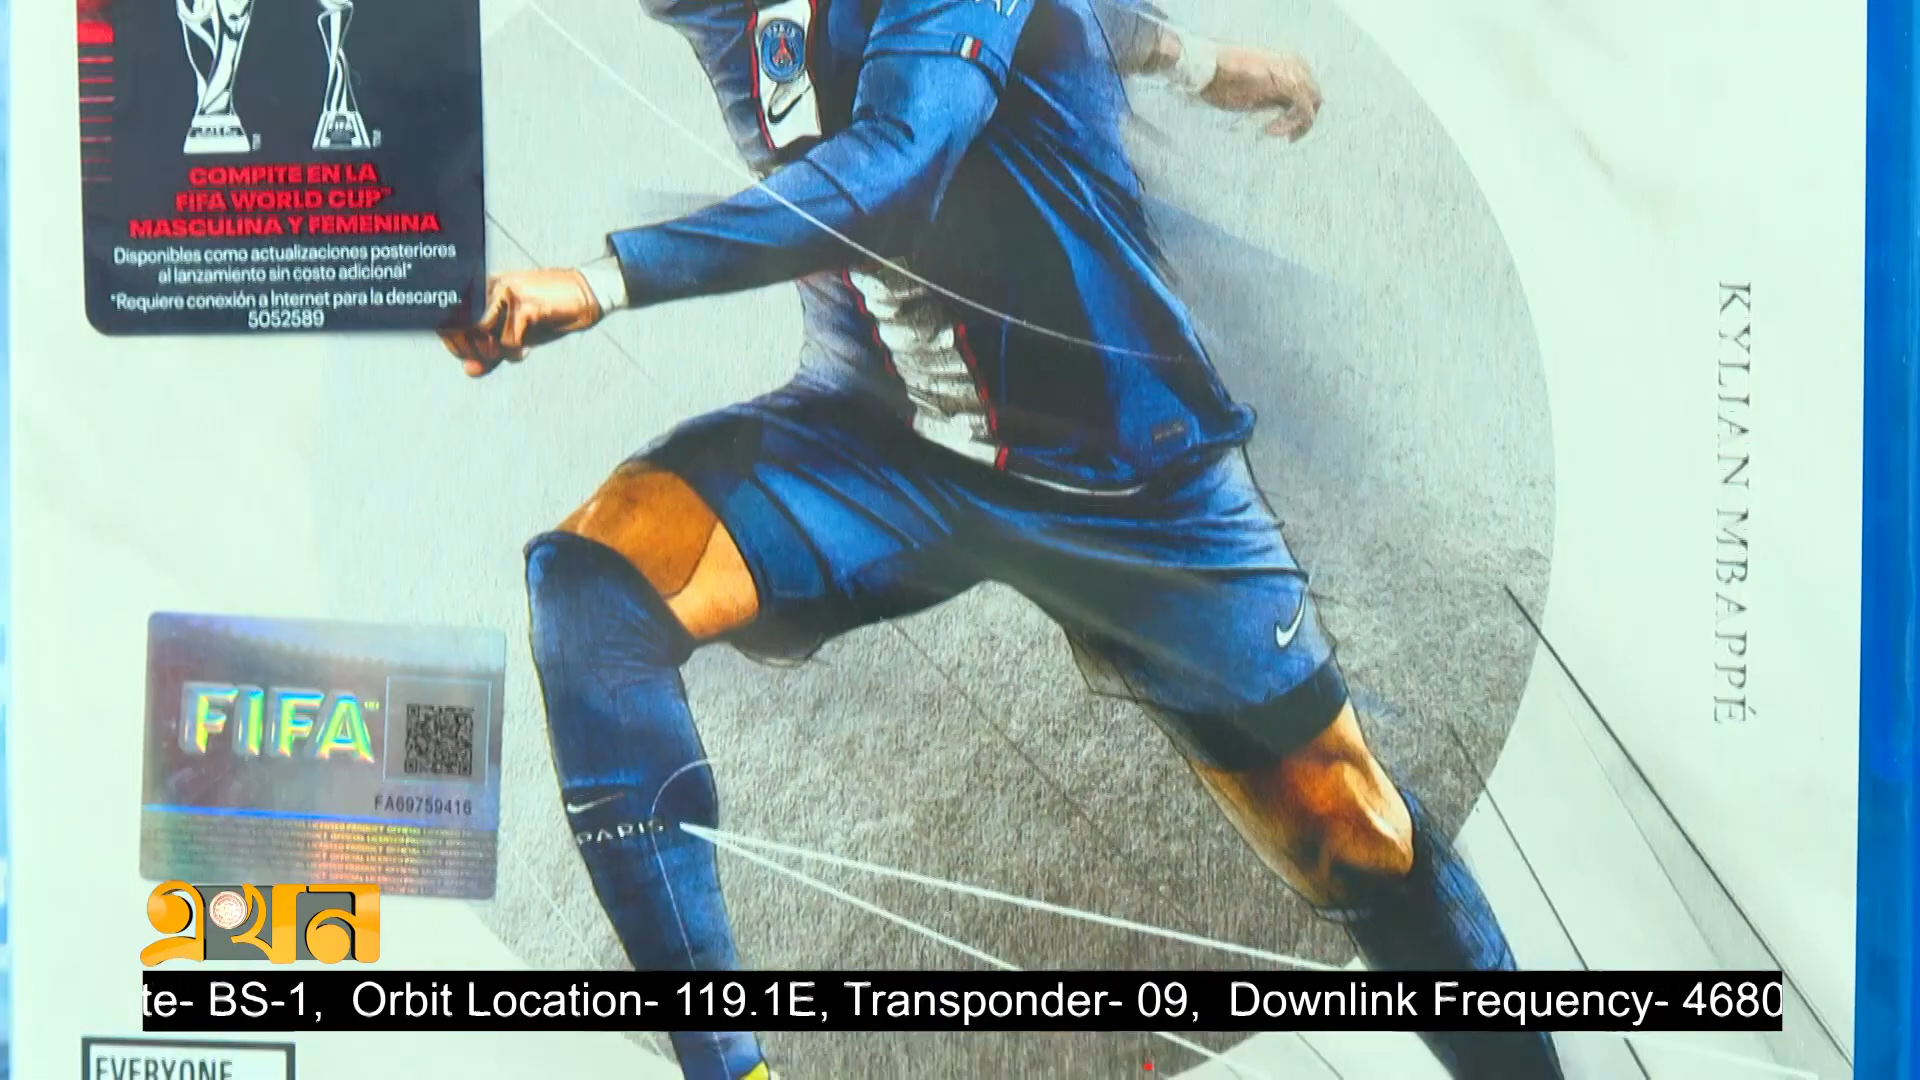 COMPITE EN LA
FIFA WORLD CUP™
MASCULINA Y FEMENINA
Disponibles como actualizaciones posteriores
al lanzamiento sin costo adicional*
*Requiere conexión a Internet para la descarga.
5052589
KYLIAN MBAPPÉ
FIFA™
FA69759416
PARIS
এখন
te- BS-1, Orbit Location- 119.1E, Transponder- 09, Downlink Frequency- 4680
EVERYONE